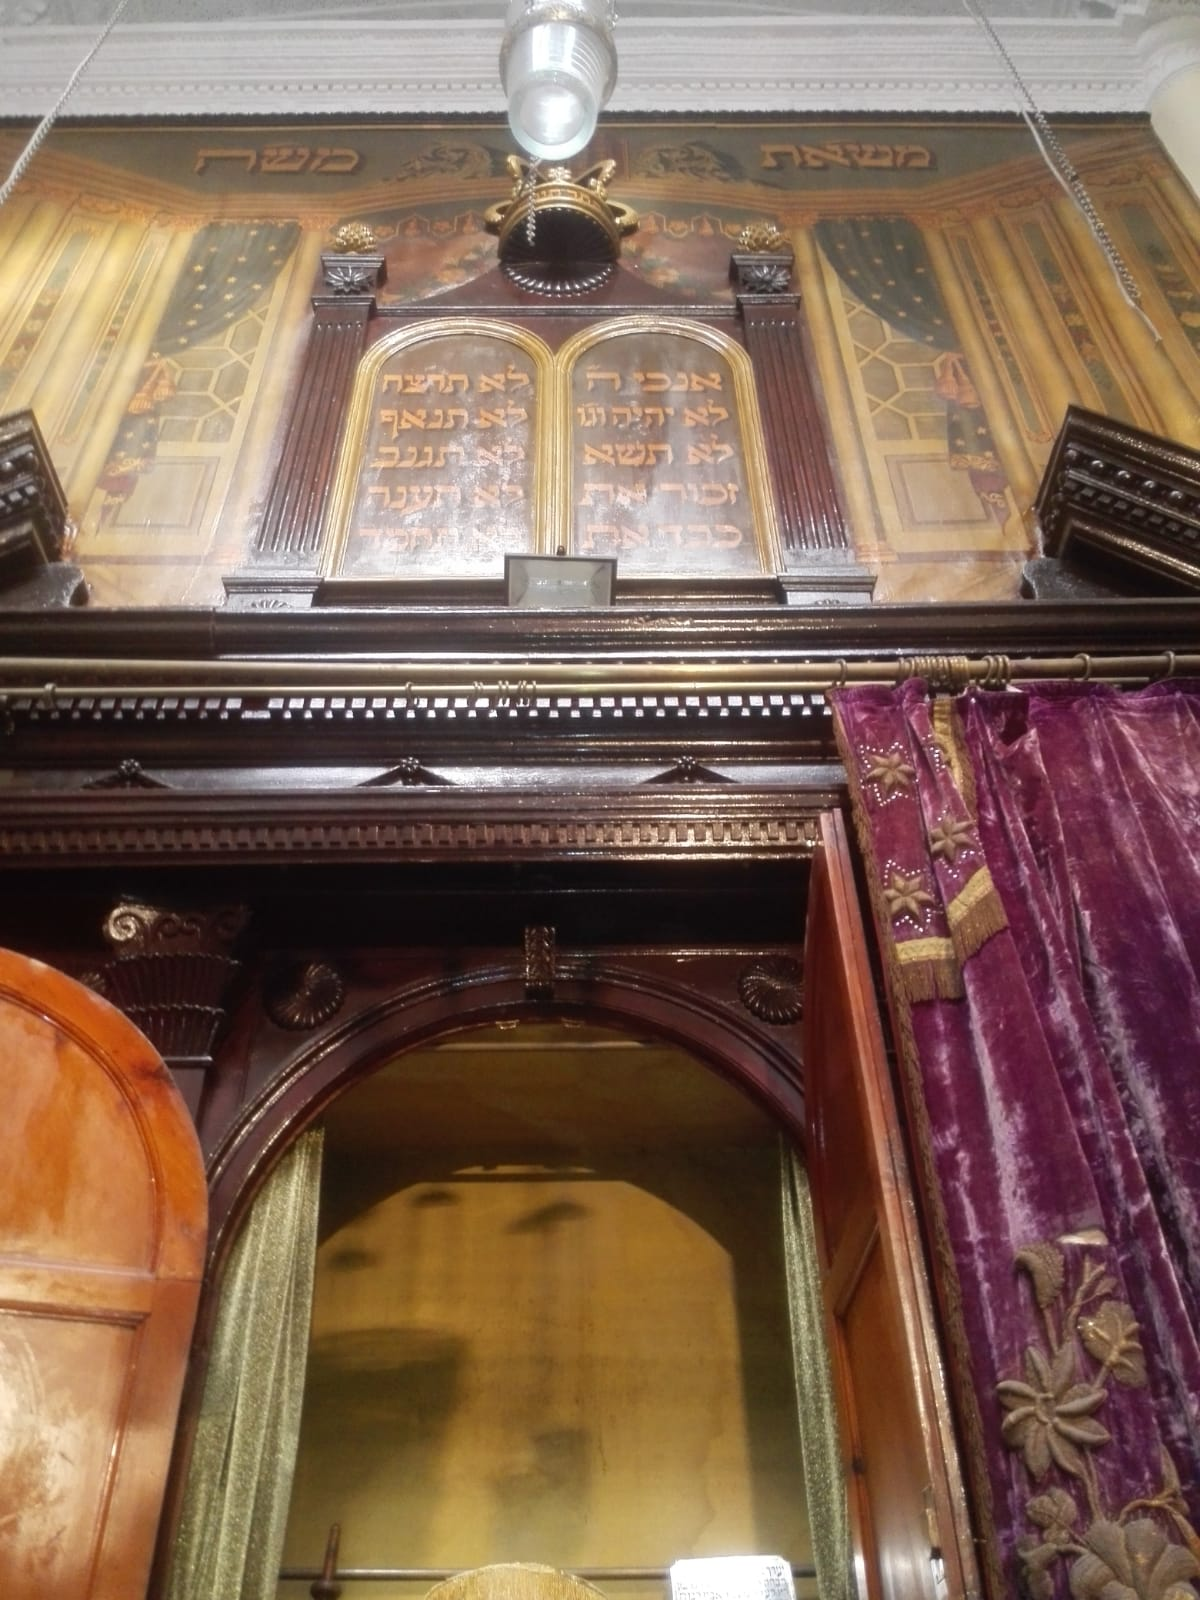 משאת משה
אנכי ה'
לא יהיה
לא תשא
זכור את
כבד את
לא תרצח
לא תנאף
לא תגנב
לא תענה
לא תחמד